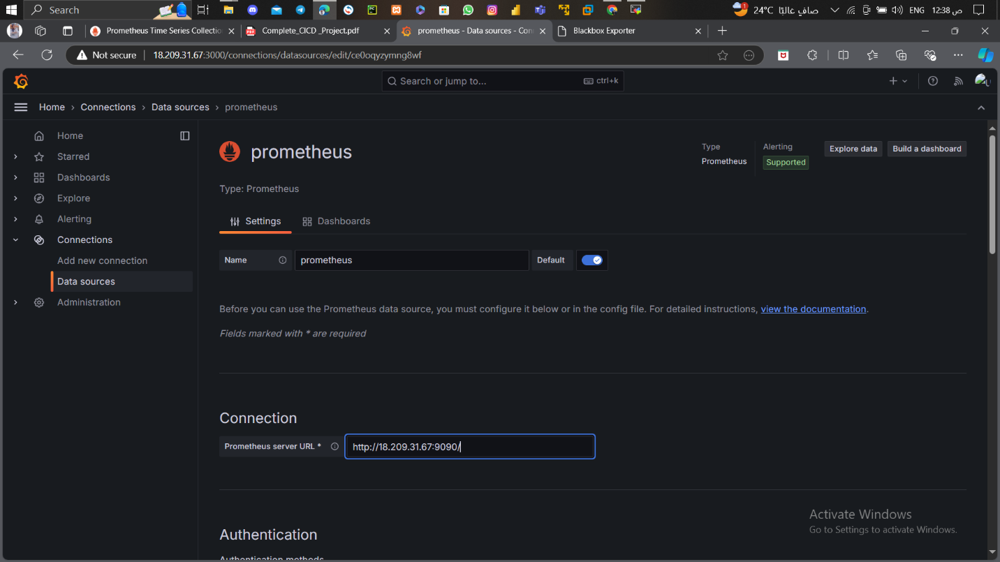 Search
24°C صافٍ غالبًا
ENG
12:38 ص
Prometheus Time Series Collectio
Complete_CICD _Project.pdf
prometheus - Data sources - Con
Blackbox Exporter
Not secure
18.209.31.67:3000/connections/datasources/edit/ce0oqyzymng8wf
Search or jump to...
ctrl+k
Home › Connections › Data sources › prometheus
Home
Starred
Dashboards
Explore
Alerting
Connections
Add new connection
Data sources
Administration
prometheus
Type
Prometheus
Alerting
Supported
Explore data
Build a dashboard
Type: Prometheus
Settings
Dashboards
Name
prometheus
Default
Before you can use the Prometheus data source, you must configure it below or in the config file. For detailed instructions, view the documentation.
Fields marked with * are required
Connection
Prometheus server URL *
http://18.209.31.67:9090/
Authentication
Authentication methods
Activate Windows
Go to Settings to activate Windows.